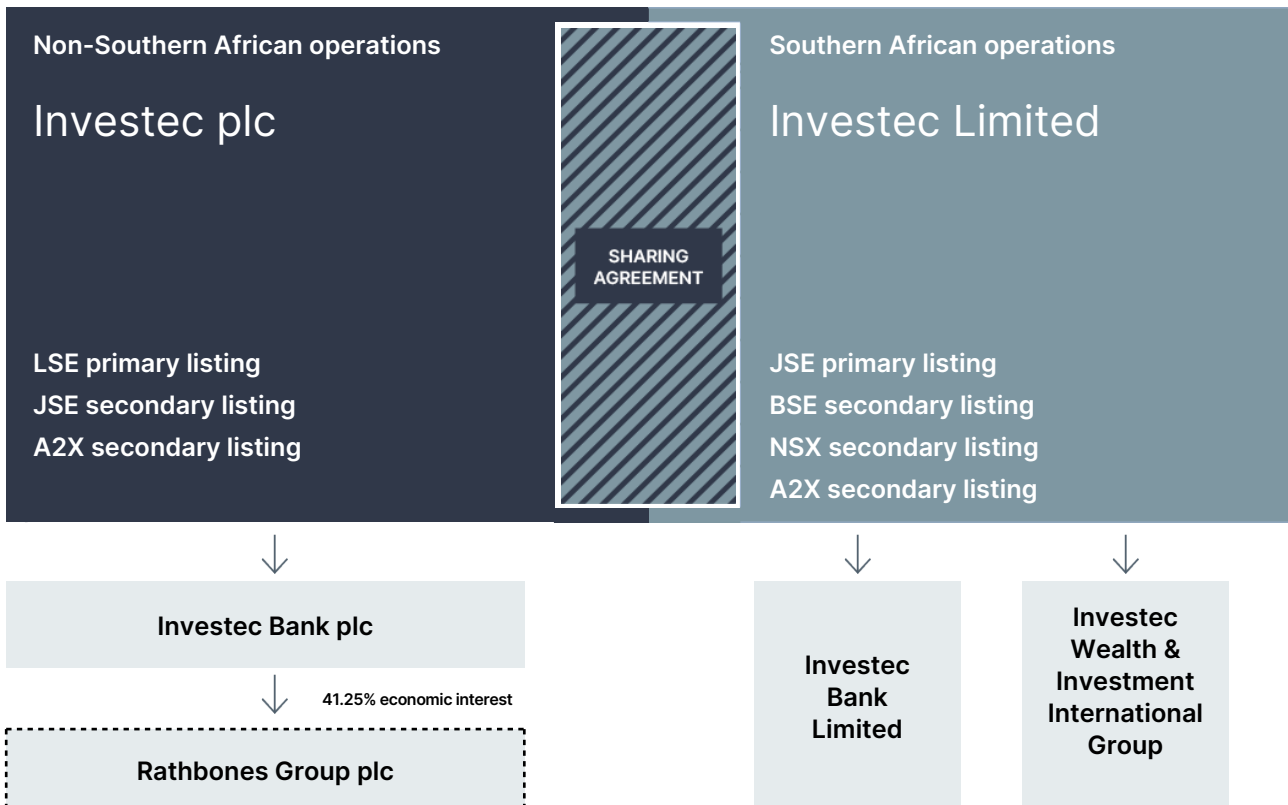 Non-Southern African operations
Investec plc
LSE primary listing
JSE secondary listing
A2X secondary listing
SHARING
AGREEMENT
Southern African operations
Investec Limited
JSE primary listing
BSE secondary listing
NSX secondary listing
A2X secondary listing
Investec Bank plc
41.25% economic interest
Rathbones Group plc
Investec
Bank
Limited
Investec
Wealth &
Investment
International
Group